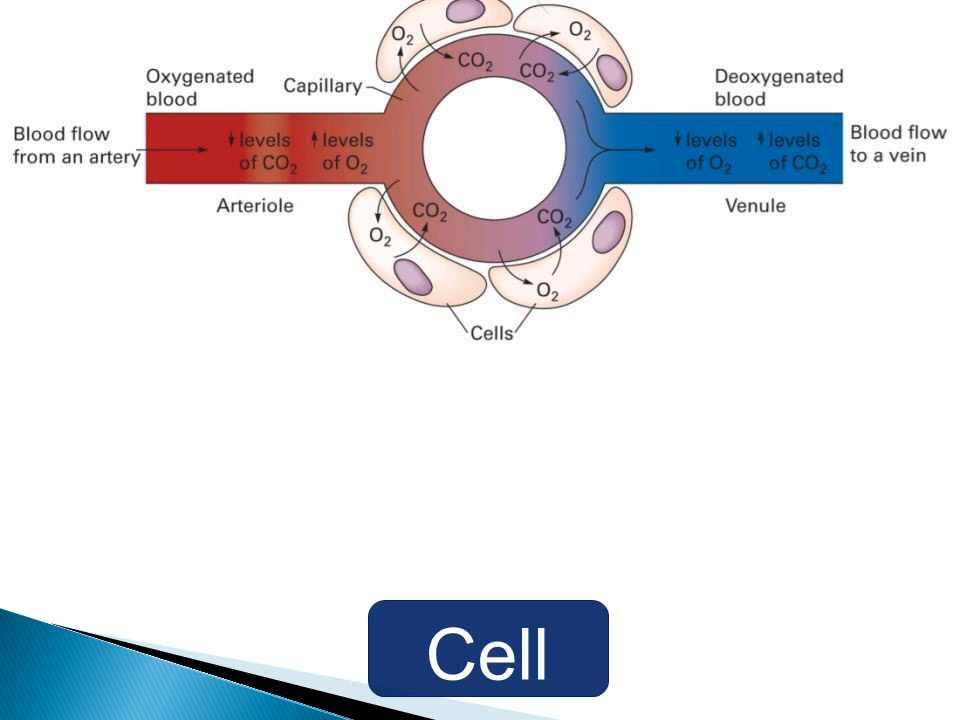 O2
CO2
O2
CO2
Oxygenated
blood
Capillary
Deoxygenated
blood
Blood flow
from an artery
↓ levels
of CO2
↑ levels
of O2
↓ levels
of O2
↑ levels
of CO2
Blood flow
to a vein
Arteriole
CO2
O2
CO2
O2
Venule
Cells
Cell